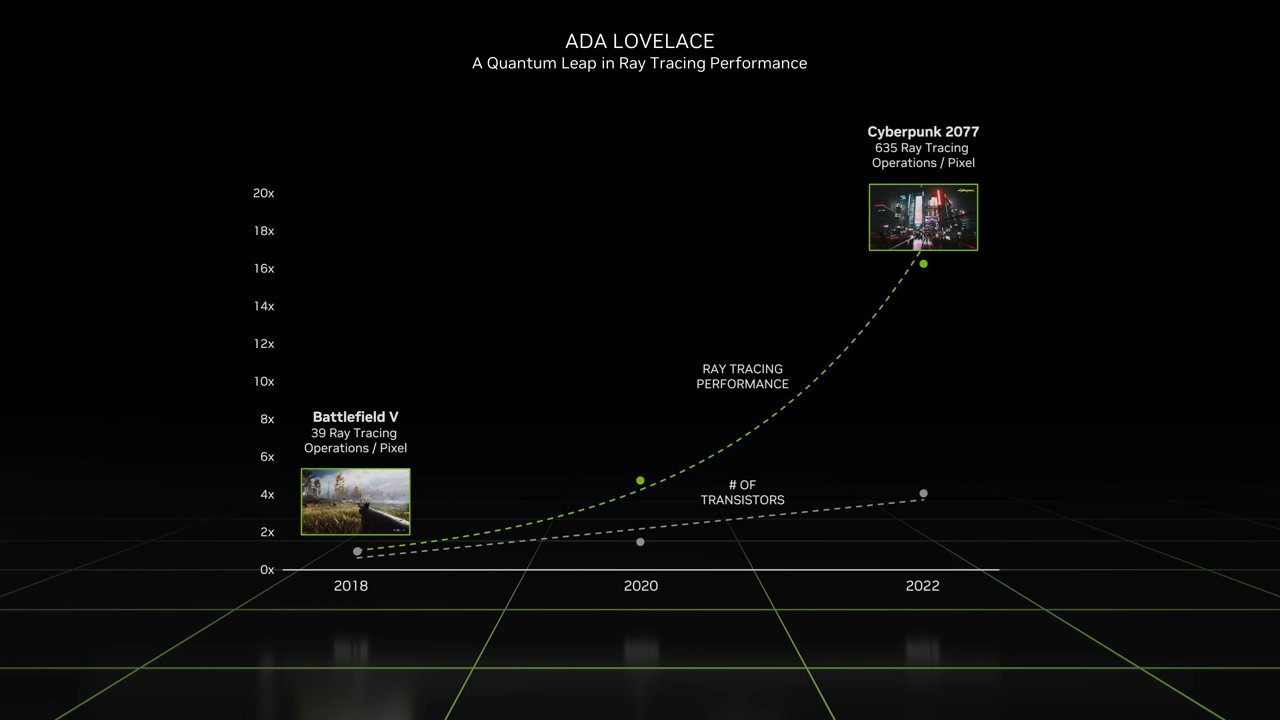 ADA LOVELACE
A Quantum Leap in Ray Tracing Performance
Cyberpunk 2077
635 Ray Tracing
Operations / Pixel
20x
18x
16x
14x
12x
10x
8x
6x
4x
2x
0x
RAY TRACING
PERFORMANCE
Battlefield V
39 Ray Tracing
Operations / Pixel
# OF
TRANSISTORS
2018
2020
2022